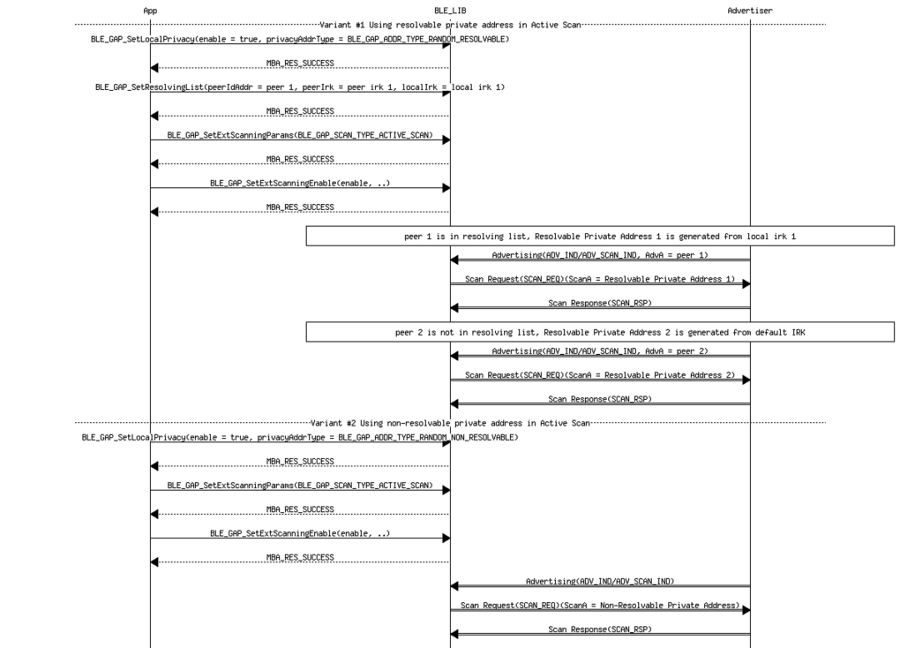 App BLE_LIB Advertiser
Variant #1 Using resolvable private address in Active Scan
BLE_GAP_SetLocalPrivacy(enable = true, privacyAddrType = BLE_GAP_ADDR_TYPE_RANDOM_RESOLVABLE)
MBA_RES_SUCCESS
BLE_GAP_SetResolvingList(peerIdAddr = peer 1, peerIrk = peer irk 1, localIrk = local irk 1)
MBA_RES_SUCCESS
BLE_GAP_SetExtScanningParams(BLE_GAP_SCAN_TYPE_ACTIVE_SCAN)
MBA_RES_SUCCESS
BLE_GAP_SetExtScanningEnable(enable, ..)
MBA_RES_SUCCESS
peer 1 is in resolving list, Resolvable Private Address 1 is generated from local irk 1
Advertising(ADV_IND/ADV_SCAN_IND, AdvA = peer 1)
Scan Request(SCAN_REQ)(ScanA = Resolvable Private Address 1)
Scan Response(SCAN_RSP)
peer 2 is not in resolving list, Resolvable Private Address 2 is generated from default IRK
Advertising(ADV_IND/ADV_SCAN_IND, AdvA = peer 2)
Scan Request(SCAN_REQ)(ScanA = Resolvable Private Address 2)
Scan Response(SCAN_RSP)
Variant #2 Using non-resolvable private address in Active Scan
BLE_GAP_SetLocalPrivacy(enable = true, privacyAddrType = BLE_GAP_ADDR_TYPE_RANDOM_NON_RESOLVABLE)
MBA_RES_SUCCESS
BLE_GAP_SetExtScanningParams(BLE_GAP_SCAN_TYPE_ACTIVE_SCAN)
MBA_RES_SUCCESS
BLE_GAP_SetExtScanningEnable(enable, ..)
MBA_RES_SUCCESS
Advertising(ADV_IND/ADV_SCAN_IND)
Scan Request(SCAN_REQ)(ScanA = Non-Resolvable Private Address)
Scan Response(SCAN_RSP)